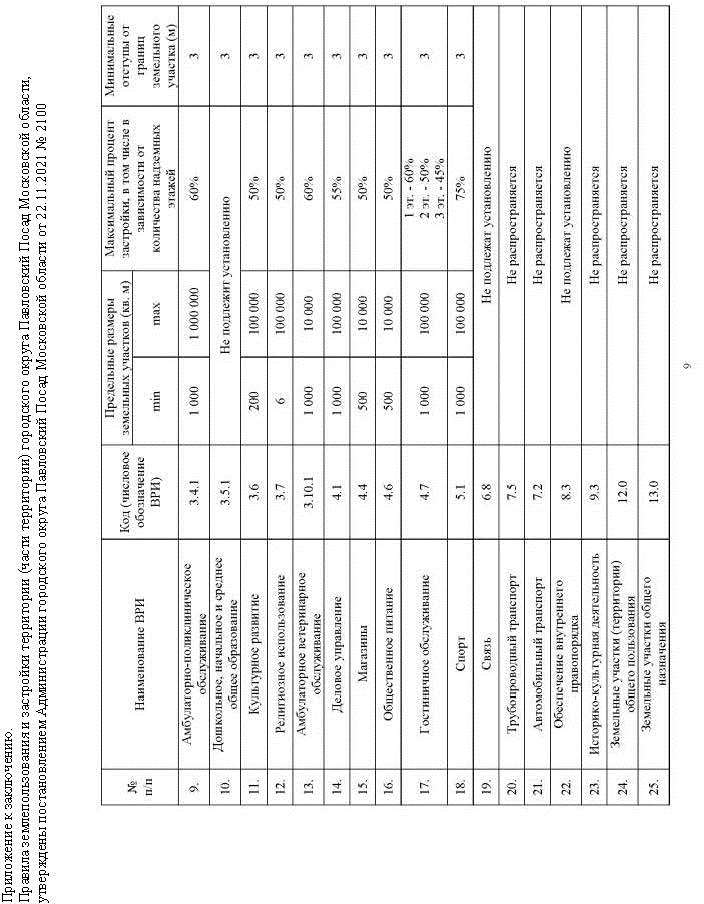 Приложение к заключению.
Правила землепользования и застройки территории (части территории) городского округа Павловский Посад Московской области,
утверждены постановлением Администрации городского округа Павловский Посад Московской области от 22.11.2021 № 2100
№ п/п | Наименование ВРИ | Код (числовое обозначение ВРИ) | Предельные размеры земельных участков (кв. м) | Максимальный процент застройки, в том числе в зависимости от количества надземных этажей | Минимальные отступы от границ земельного участка (м)
min | max
9. | Амбулаторно-поликлиническое обслуживание | 3.4.1 | 1 000 | 1 000 000 | 60% | 3
10. | Дошкольное, начальное и среднее общее образование | 3.5.1 | Не подлежит установлению | 3
11. | Культурное развитие | 3.6 | 200 | 100 000 | 50% | 3
12. | Религиозное использование | 3.7 | 6 | 100 000 | 50% | 3
13. | Амбулаторное ветеринарное обслуживание | 3.10.1 | 1 000 | 10 000 | 60% | 3
14. | Деловое управление | 4.1 | 1 000 | 100 000 | 55% | 3
15. | Магазины | 4.4 | 500 | 10 000 | 50% | 3
16. | Общественное питание | 4.6 | 500 | 10 000 | 50% | 3
17. | Гостиничное обслуживание | 4.7 | 1 000 | 100 000 | 1 эт. - 60% 2 эт. - 50% 3 эт. - 45% | 3
18. | Спорт | 5.1 | 1 000 | 100 000 | 75% | 3
19. | Связь | 6.8 | Не подлежат установлению
20. | Трубопроводный транспорт | 7.5 | Не распространяется
21. | Автомобильный транспорт | 7.2 | Не распространяется
22. | Обеспечение внутреннего правопорядка | 8.3 | Не подлежат установлению
23. | Историко-культурная деятельность | 9.3 | Не распространяется
24. | Земельные участки (территории) общего пользования | 12.0 | Не распространяется
25. | Земельные участки общего назначения | 13.0 | Не распространяется
9